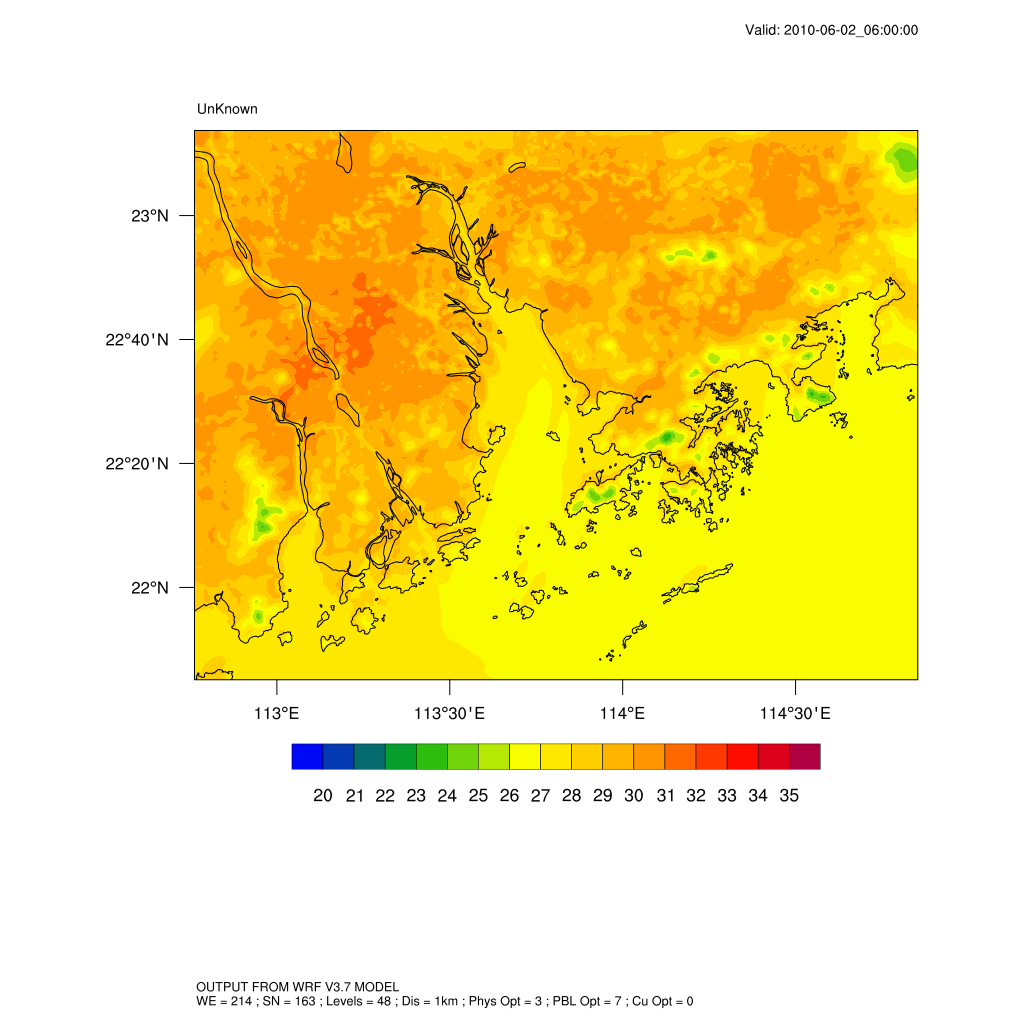 Valid: 2010-06-02_06:00:00
UnKnown
23°N
22°40'N
22°20'N
22°N
113°E
113°30'E
114°E
114°30'E
20 21 22 23 24 25 26 27 28 29 30 31 32 33 34 35
OUTPUT FROM WRF V3.7 MODEL
WE = 214 ; SN = 163 ; Levels = 48 ; Dis = 1km ; Phys Opt = 3 ; PBL Opt = 7 ; Cu Opt = 0